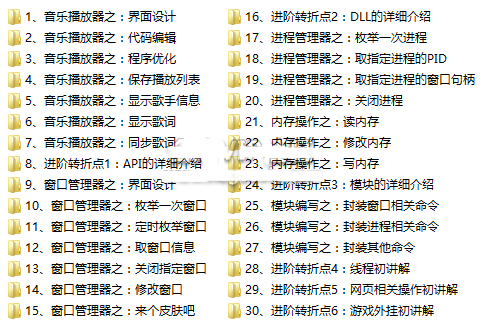 1、音乐播放器之：界面设计
2、音乐播放器之：代码编辑
3、音乐播放器之：程序优化
4、音乐播放器之：保存播放列表
5、音乐播放器之：显示歌手信息
6、音乐播放器之：显示歌词
7、音乐播放器之：同步歌词
8、进阶转折点1：API的详细介绍
9、窗口管理器之：界面设计
10、窗口管理器之：枚举一次窗口
11、窗口管理器之：定时枚举窗口
12、窗口管理器之：取窗口信息
13、窗口管理器之：关闭指定窗口
14、窗口管理器之：修改窗口
15、窗口管理器之：来个皮肤吧
16、进阶转折点2：DLL的详细介绍
17、进程管理器之：枚举一次进程
18、进程管理器之：取指定进程的PID
19、进程管理器之：取指定进程的窗口句柄
20、进程管理器之：关闭进程
21、内存操作之：读内存
22、内存操作之：修改内存
23、内存操作之：写内存
24、进阶转折点3：模块的详细介绍
25、模块编写之：封装窗口相关命令
26、模块编写之：封装进程相关命令
27、模块编写之：封装其他命令
28、进阶转折点4：线程初讲解
29、进阶转折点5：网页相关操作初讲解
30、进阶转折点6：游戏外挂初讲解